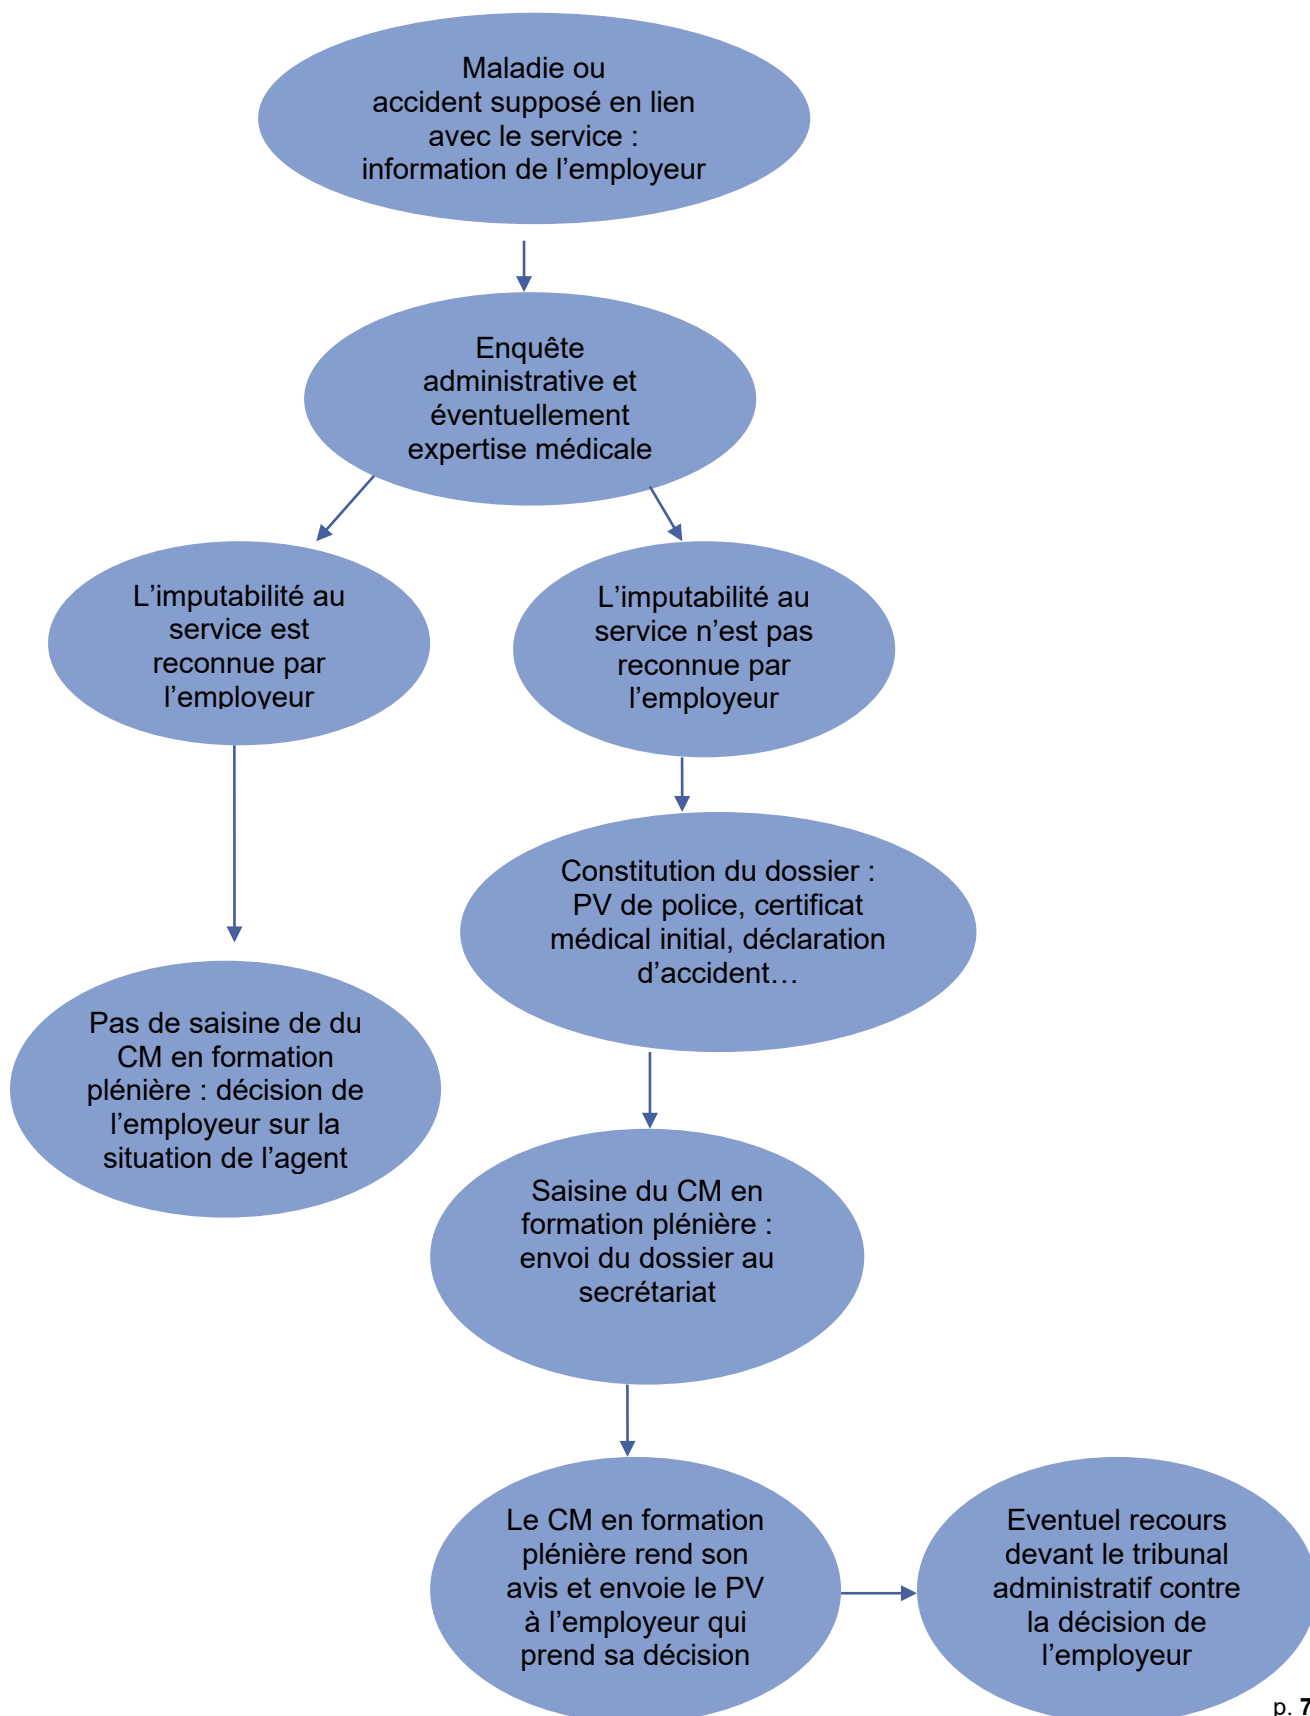 Maladie ou
accident supposé en lien
avec le service :
information de l’employeur
Enquête
administrative et
éventuellement
expertise médicale
L’imputabilité au
service est
reconnue par
l’employeur
L’imputabilité au
service n’est pas
reconnue par
l’employeur
Constitution du dossier :
PV de police, certificat
médical initial, déclaration
d’accident…
Pas de saisine de du
CM en formation
plénière : décision de
l’employeur sur la
situation de l’agent
Saisine du CM en
formation plénière :
envoi du dossier au
secrétariat
Le CM en formation
plénière rend son
avis et envoie le PV
à l’employeur qui
prend sa décision
Eventuel recours
devant le tribunal
administratif contre
la décision de
l’employeur
p. 7